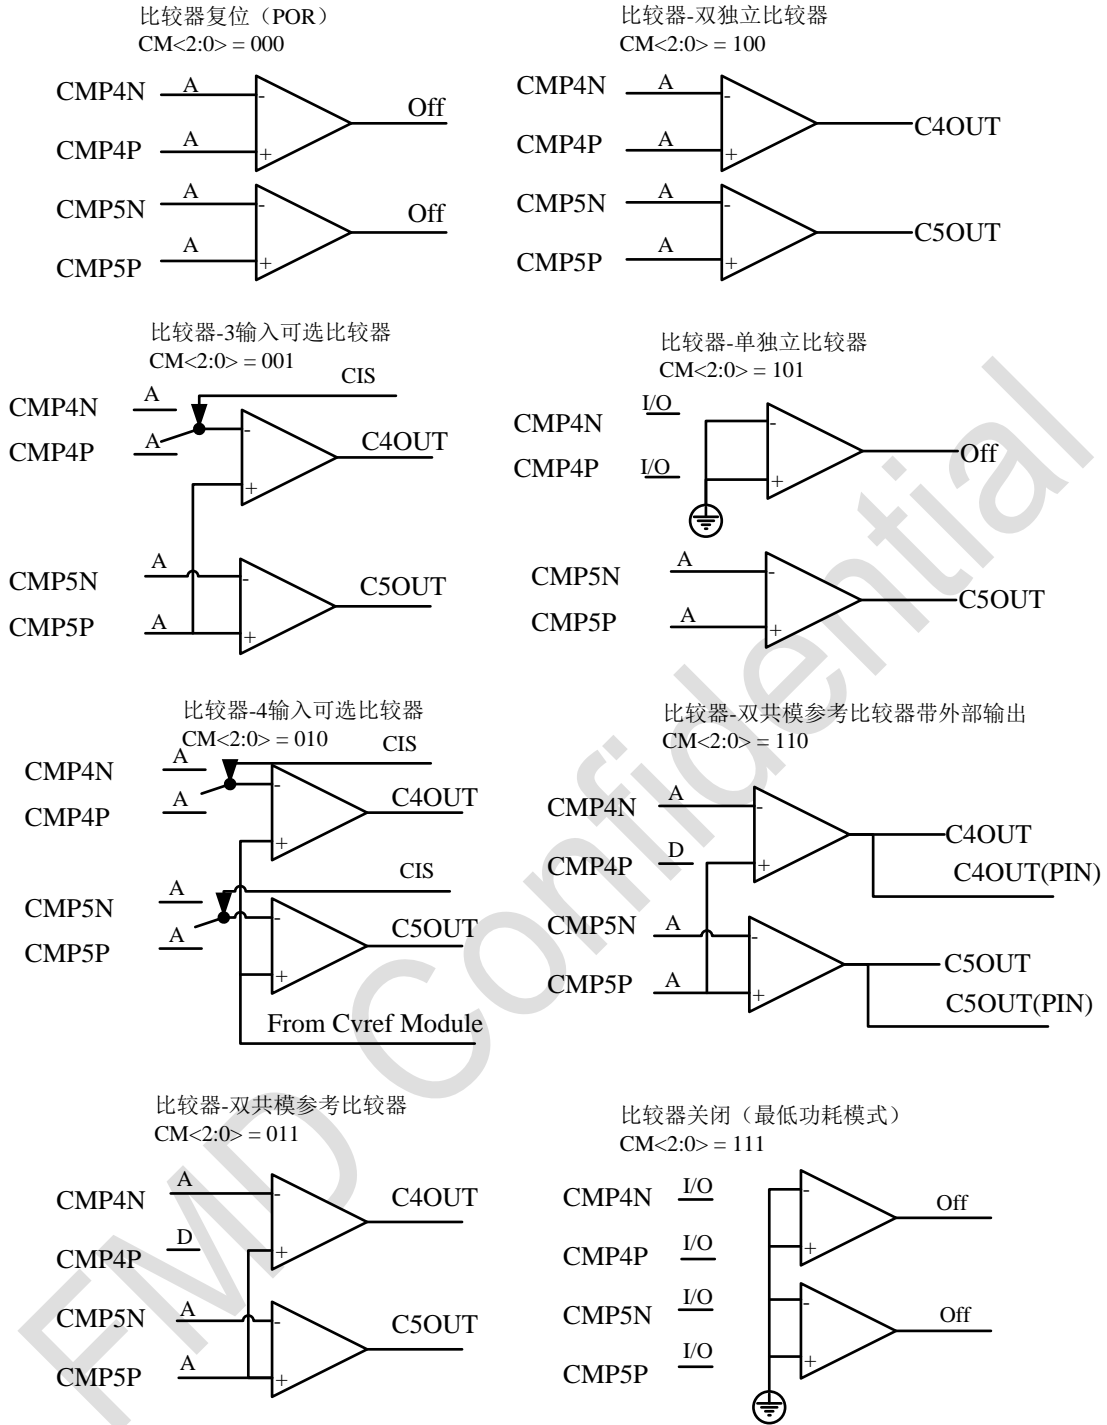 比较器复位（POR）
CM<2:0> = 000
CMP4N
A
-
Off
CMP4P
A
+
CMP5N
A
-
Off
CMP5P
A
+
比较器-双独立比较器
CM<2:0> = 100
CMP4N
A
-
C4OUT
CMP4P
A
+
CMP5N
A
-
C5OUT
CMP5P
A
+
比较器-3输入可选比较器
CM<2:0> = 001
CIS
CMP4N
A
-
C4OUT
CMP4P
A
+
CMP5N
A
-
C5OUT
CMP5P
A
+
比较器-单独立比较器
CM<2:0> = 101
CMP4N
I/O
-
Off
CMP4P
I/O
+
CMP5N
A
-
C5OUT
CMP5P
A
+
比较器-4输入可选比较器
CM<2:0> = 010
CIS
CMP4N
A
-
C4OUT
CMP4P
A
+
CIS
CMP5N
A
-
C5OUT
CMP5P
A
+
From Cvref Module
比较器-双共模参考比较器带外部输出
CM<2:0> = 110
CMP4N
A
-
C4OUT
CMP4P
D
+
C4OUT(PIN)
CMP5N
A
-
C5OUT
CMP5P
A
+
C5OUT(PIN)
比较器-双共模参考比较器
CM<2:0> = 011
CMP4N
A
-
C4OUT
CMP4P
D
+
CMP5N
A
-
C5OUT
CMP5P
A
+
比较器关闭（最低功耗模式）
CM<2:0> = 111
CMP4N
I/O
-
Off
CMP4P
I/O
+
CMP5N
I/O
-
Off
CMP5P
I/O
+
FMD Confidential